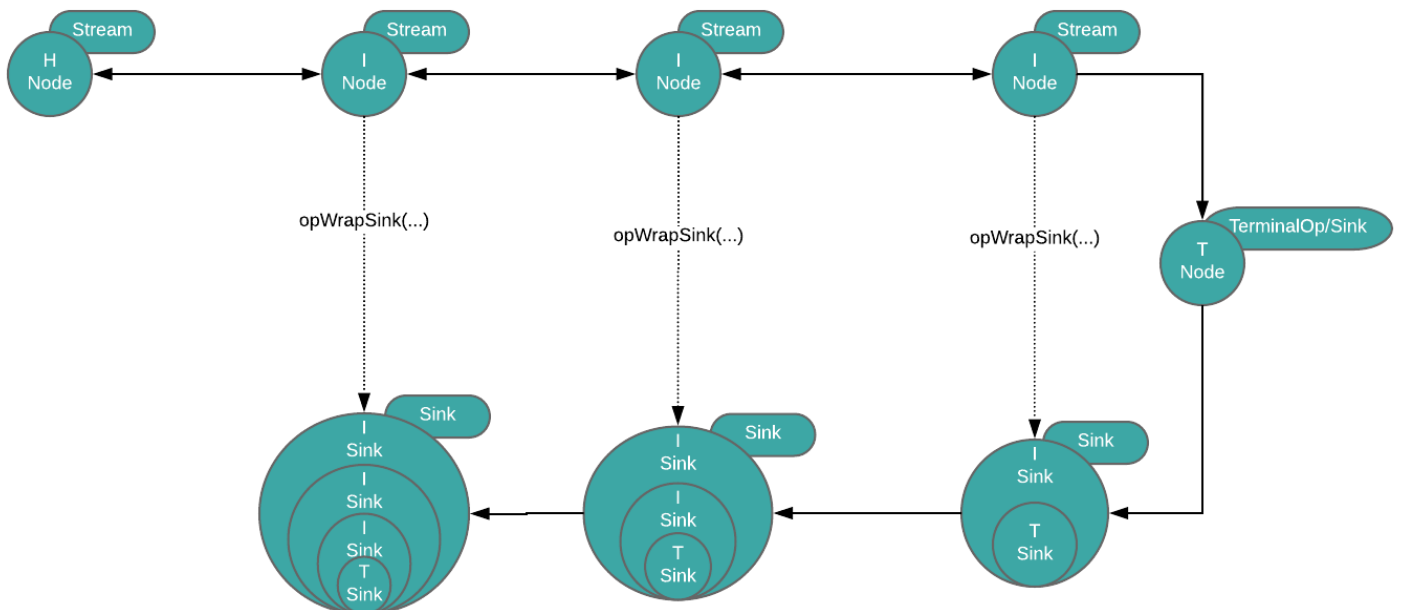 Stream
H
Node
Stream
I
Node
Stream
I
Node
Stream
I
Node
opWrapSink(...)
opWrapSink(...)
opWrapSink(...)
TerminalOp/Sink
T
Node
Sink
I
Sink
I
Sink
I
Sink
T
Sink
Sink
I
Sink
I
Sink
T
Sink
Sink
I
Sink
T
Sink